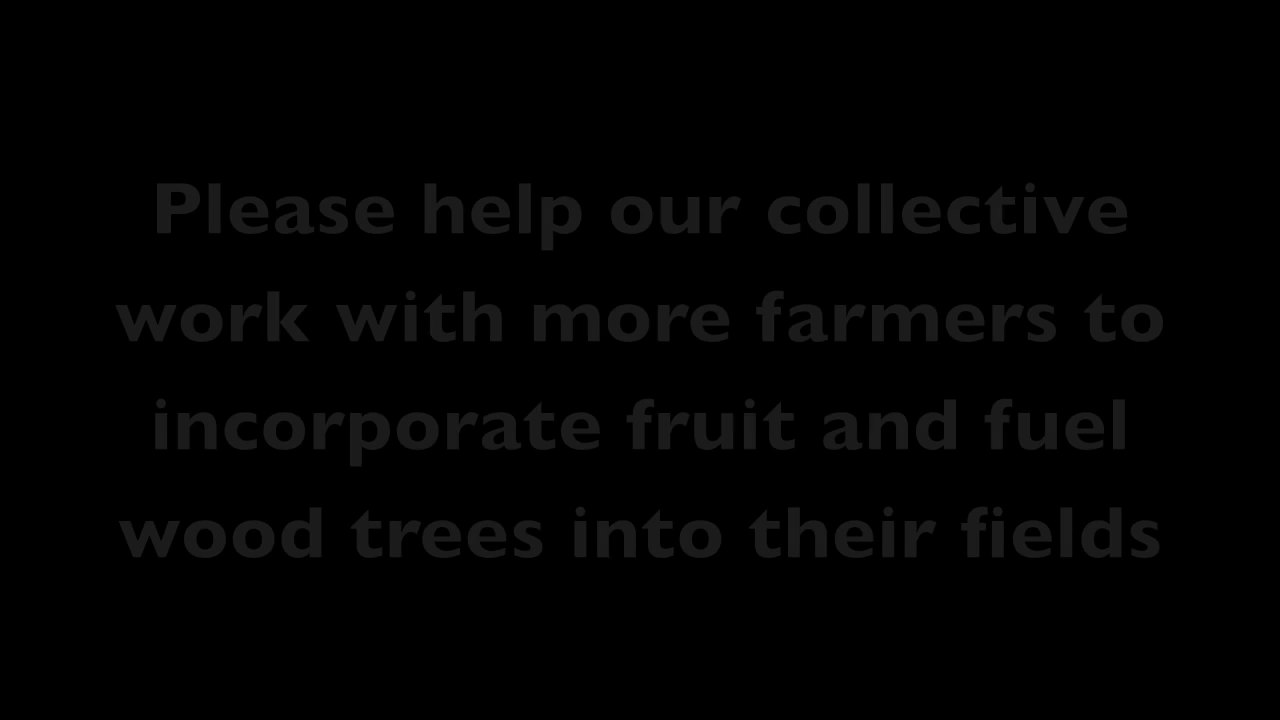 Please help our collective
work with more farmers to
incorporate fruit and fuel
wood trees into their fields